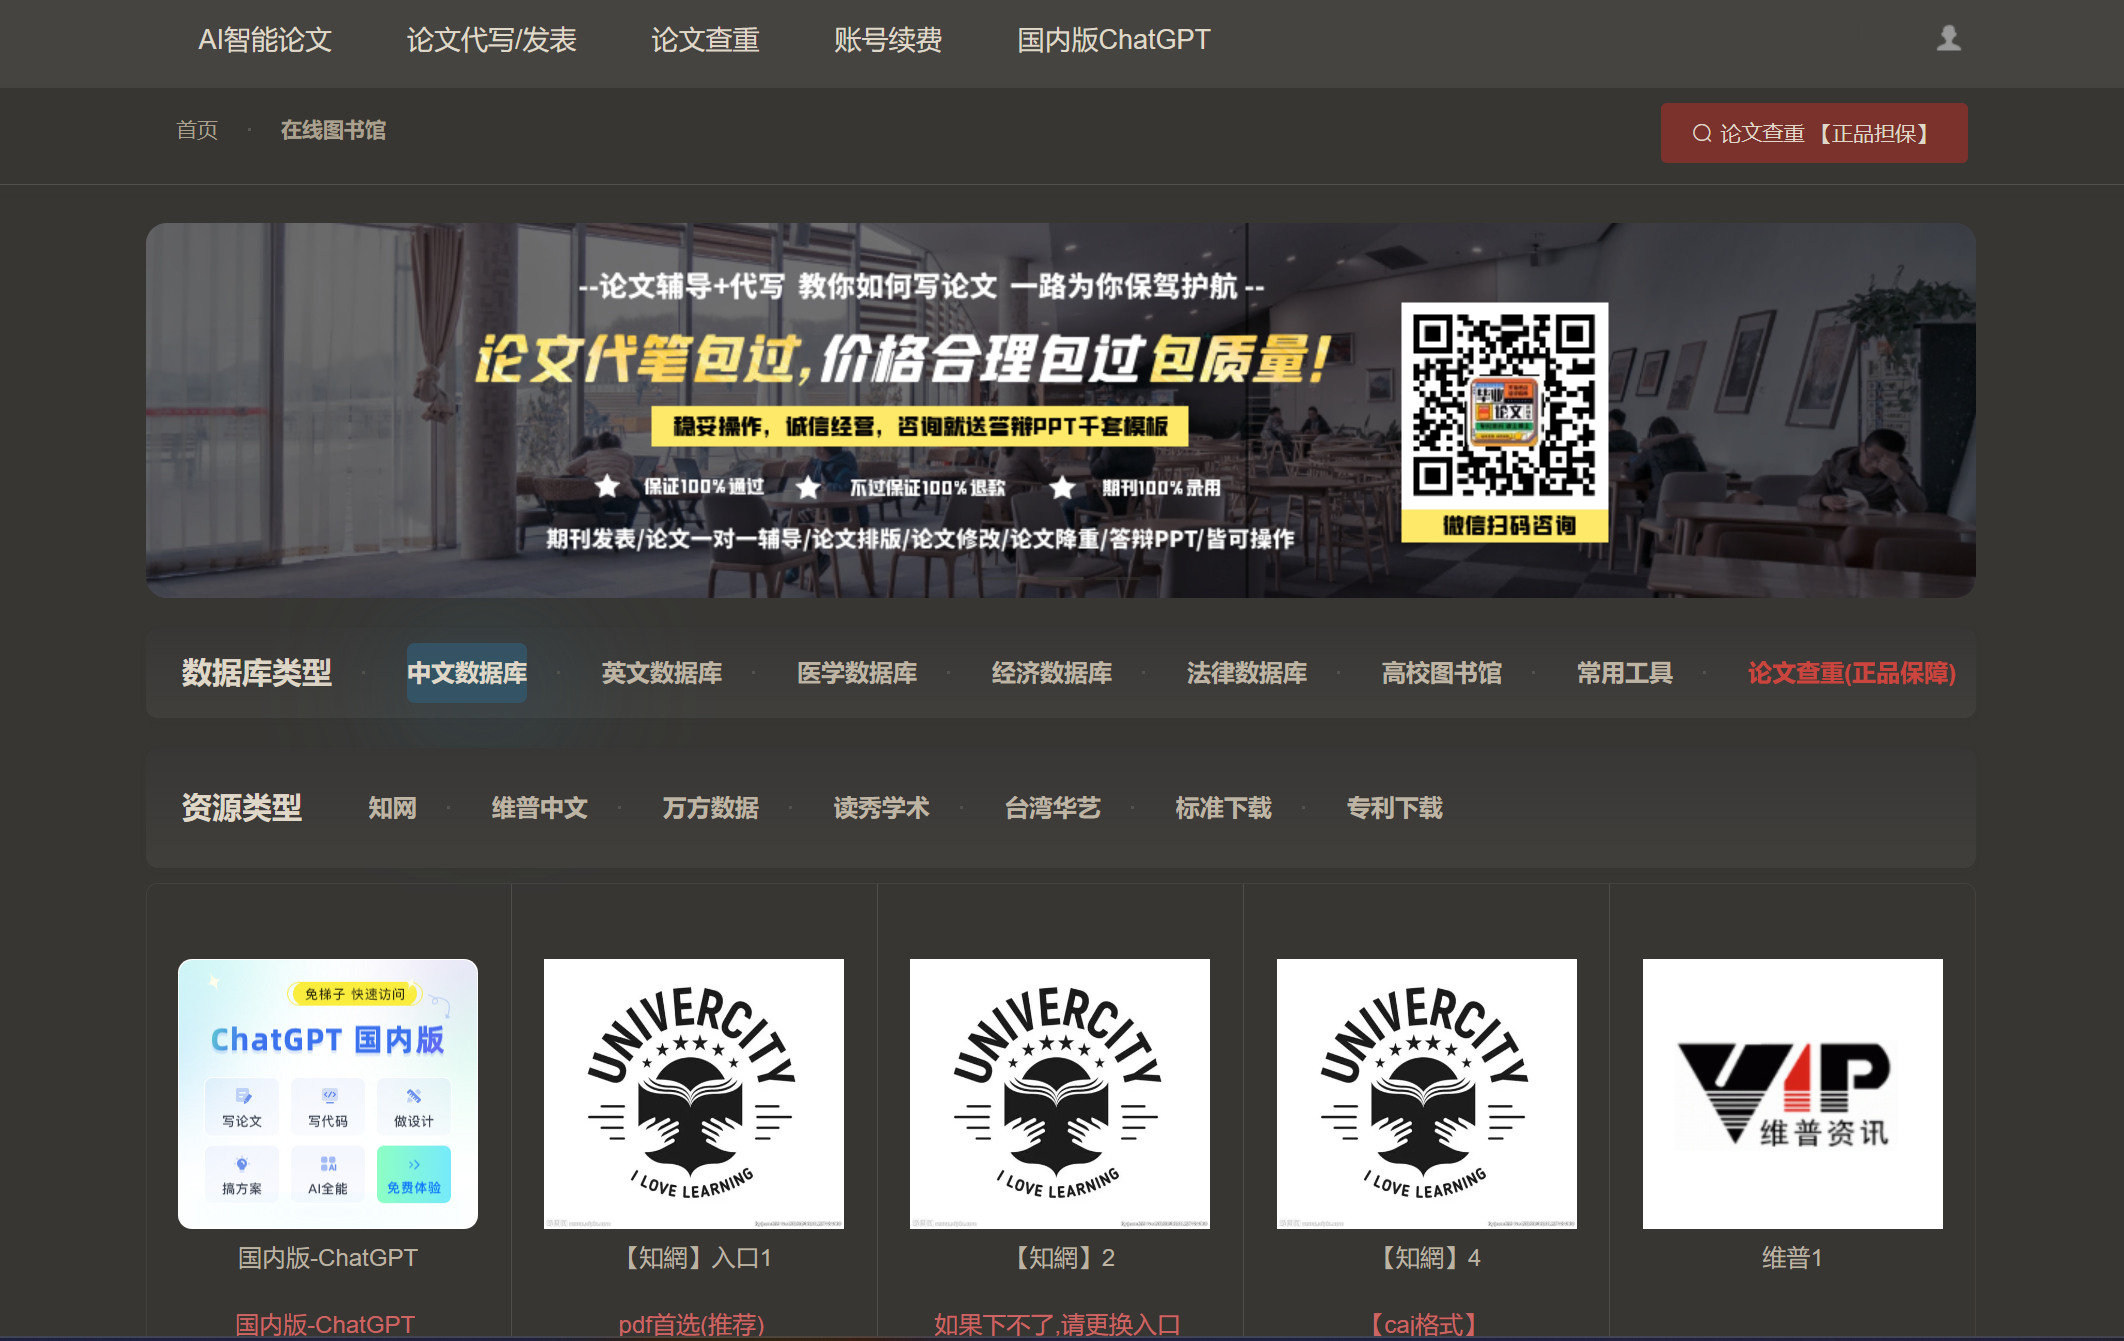 AI智能论文 论文代写/发表 论文查重 账号续费 国内版ChatGPT
首页 · 在线图书馆 论文查重 【正品担保】
--论文辅导+代写 教你如何写论文 一路为你保驾护航--
论文代笔包过,价格合理包过包质量!
稳妥操作，诚信经营，咨询就送答辩PPT千套模板
保证100%通过 不过保证100%退款 期刊100%录用
期刊发表/论文一对一辅导/论文排版/论文修改/论文降重/答辩PPT/皆可操作
毕业
论文
微信扫码咨询
数据库类型 · 中文数据库 · 英文数据库 · 医学数据库 · 经济数据库 · 法律数据库 · 高校图书馆 · 常用工具 · 论文查重(正品保障)
资源类型 知网 · 维普中文 · 万方数据 · 读秀学术 · 台湾华艺 · 标准下载 · 专利下载
免梯子 快速访问
ChatGPT 国内版
写论文 写代码 做设计
搞方案 AI全能 免费体验
UNIVERCITY
I LOVE LEARNING
UNIVERCITY
I LOVE LEARNING
UNIVERCITY
I LOVE LEARNING
VIP
维普资讯
国内版-ChatGPT 【知網】入口1 【知網】2 【知網】4 维普1
国内版-ChatGPT pdf首选(推荐) 如果下不了,请更换入口 【caj格式】